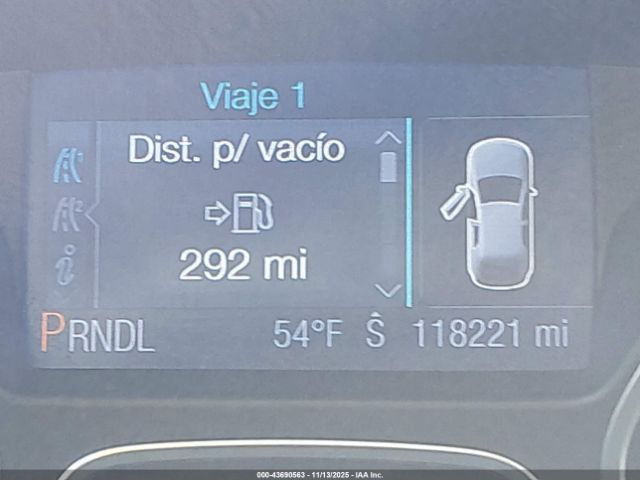 Viaje 1
Dist. p/ vacío
292 mi
PRNDL 54°F Ŝ 118221 mi
000-43690563 - 11/13/2025 - IAA Inc.